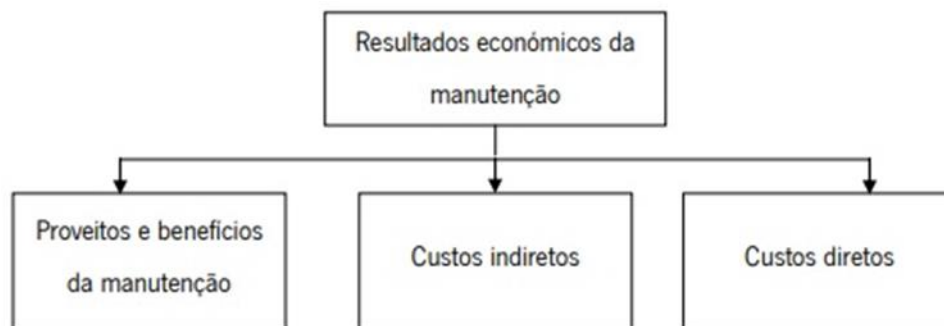 Resultados económicos da
manutenção
Proveitos e benefícios
da manutenção
Custos indiretos
Custos diretos